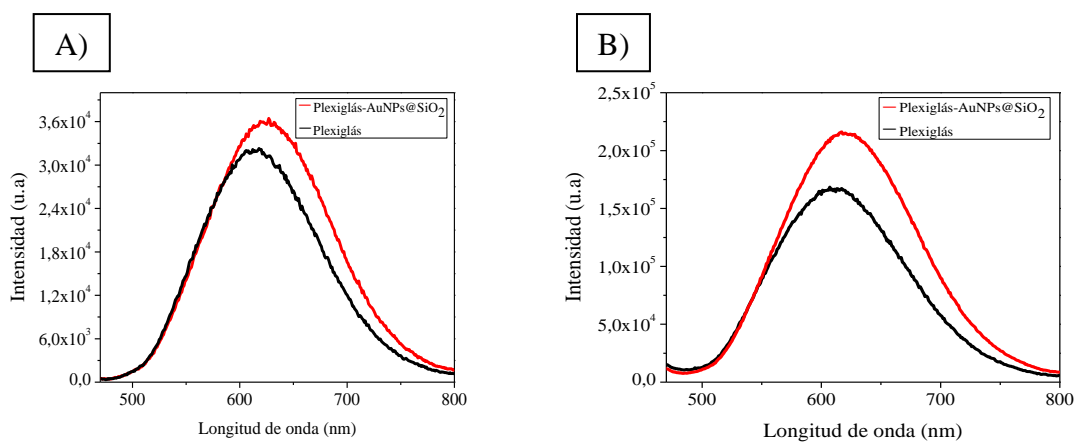 A)
Plexiglás-AuNPs@SiO₂
Plexiglás
3,6x10⁴
3,0x10⁴
2,4x10⁴
1,8x10⁴
1,2x10⁴
6,0x10³
0,0
Intensidad (u.a)
500 600 700 800
Longitud de onda (nm)
B)
Plexiglás-AuNPs@SiO₂
Plexiglás
2,5x10⁵
2,0x10⁵
1,5x10⁵
1,0x10⁵
5,0x10⁴
0,0
Intensidad (u.a)
500 600 700 800
Longitud de onda (nm)